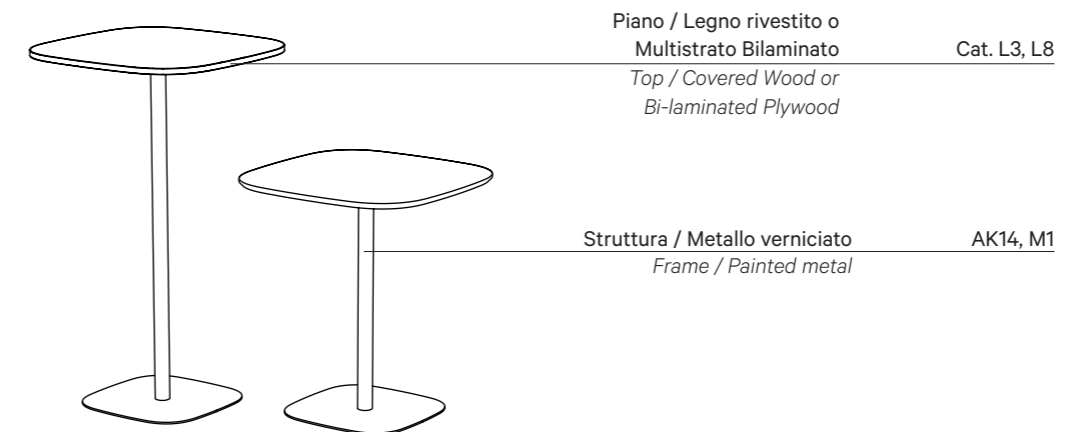 Piano / Legno rivestito o
Multistrato Bilaminato Cat. L3, L8
Top / Covered Wood or
Bi-laminated Plywood
Struttura / Metallo verniciato AK14, M1
Frame / Painted metal